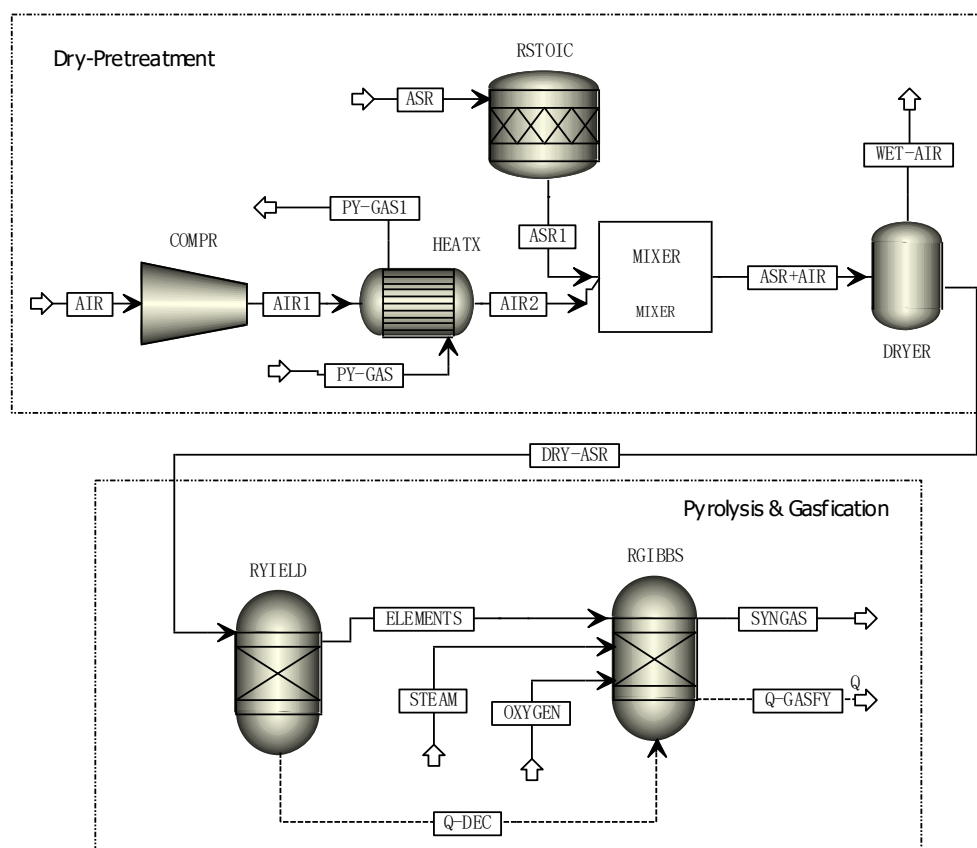 Dry-Pretreatment
RSTOIC
ASR
WET-AIR
PY-GAS1
ASR1
COMPR
HEATX
MIXER
ASR+AIR
AIR
AIR1
AIR2
MIXER
DRYER
PY-GAS
DRY-ASR
Pyrolysis & Gasfication
RYIELD
RGIBBS
ELEMENTS
SYNGAS
Q
STEAM
OXYGEN
Q-GASFY
Q-DEC